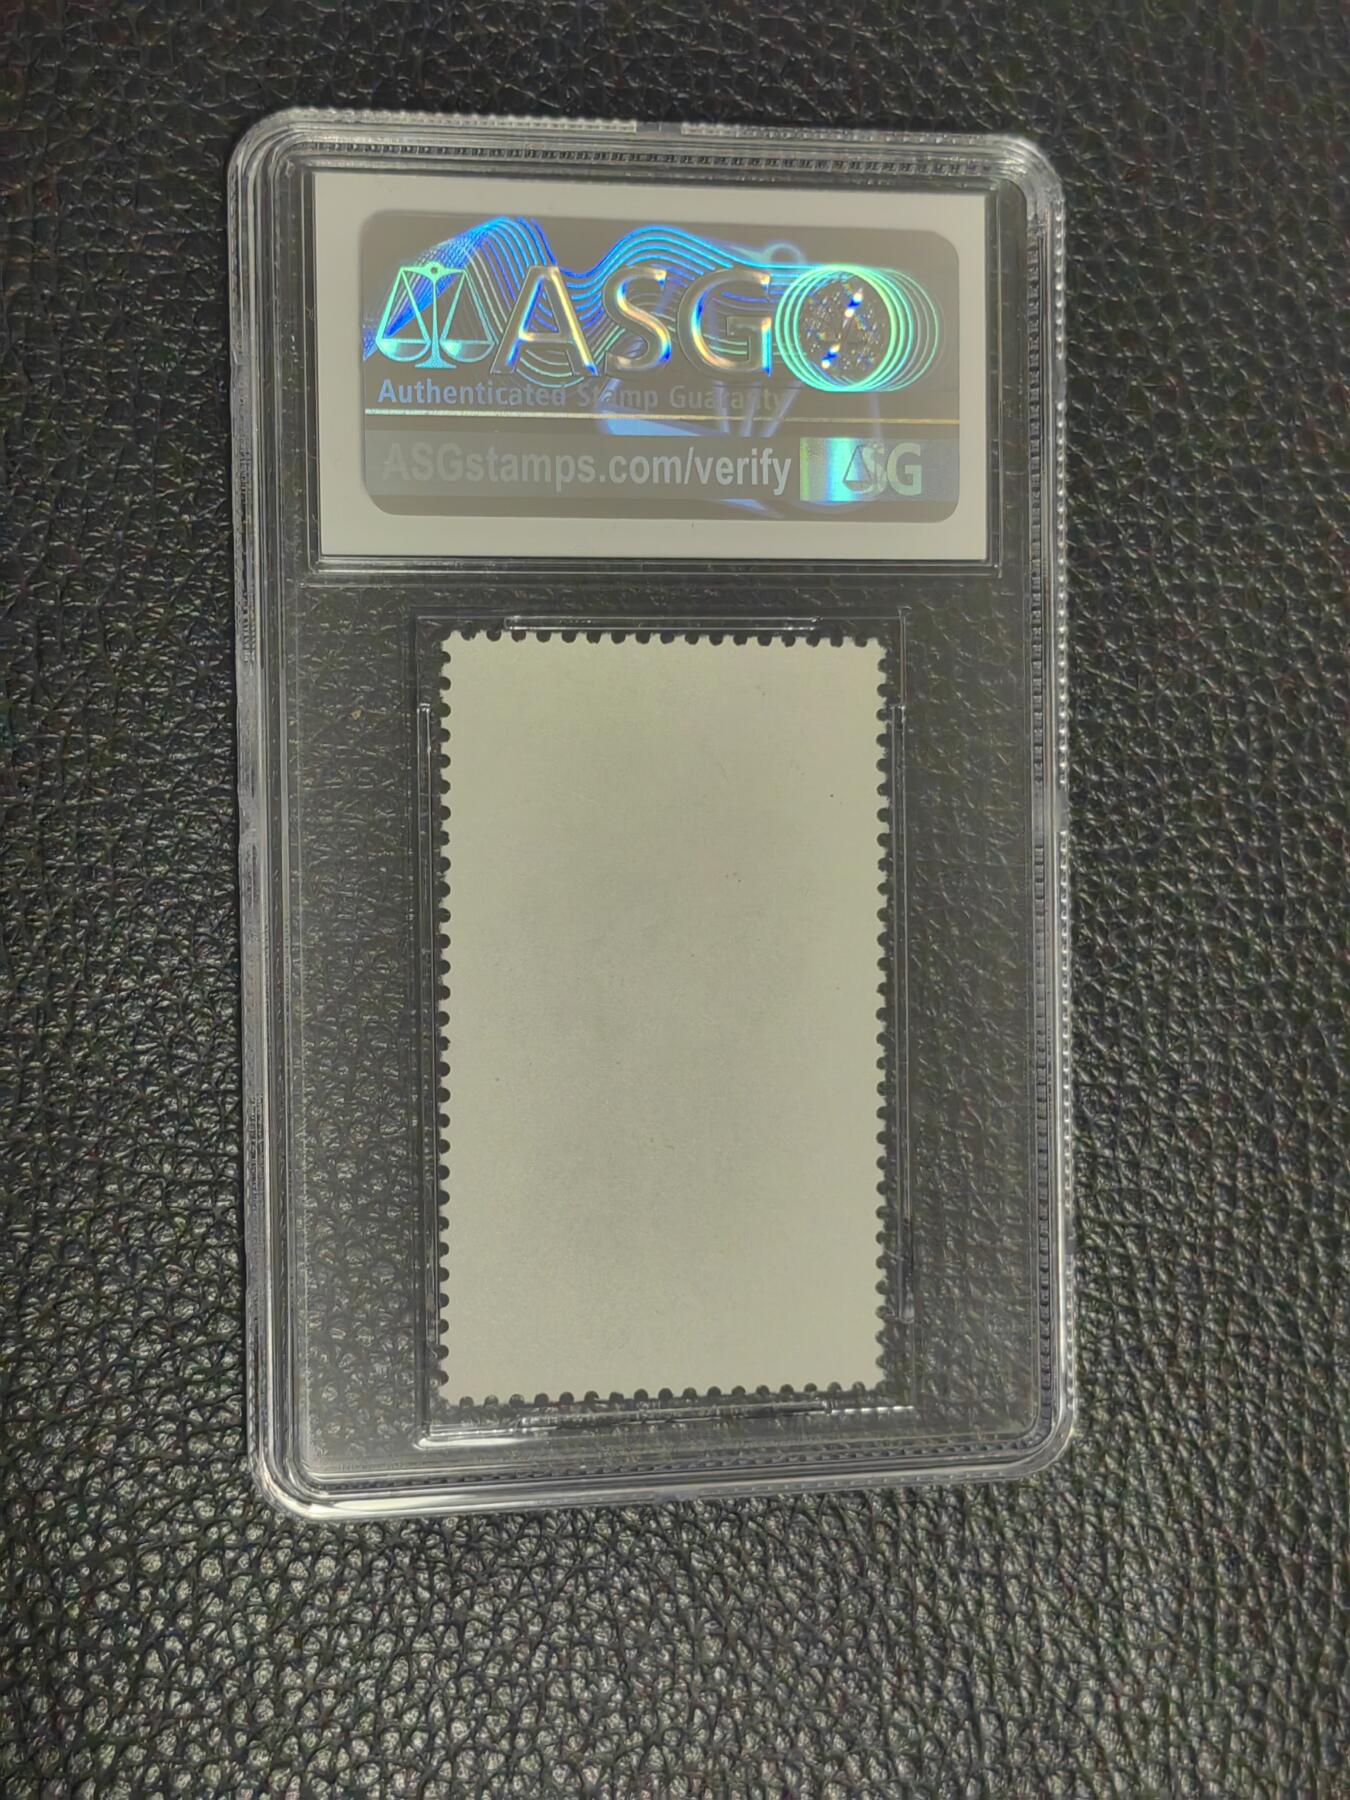 ASG
Authenticated Stamp Guaranty
ASGstamps.com/verify ASG